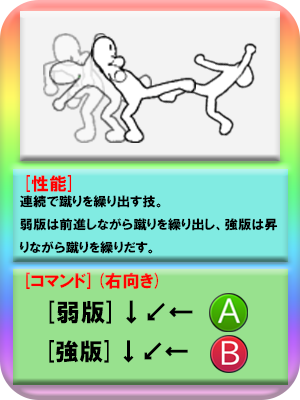 [性能]
連続で蹴りを繰り出す技。
弱版は前進しながら蹴りを繰り出し、強版は昇
りながら蹴りを繰りだす。
[コマンド] (右向き)
[弱版] ↓↙← A
[強版] ↓↙← B